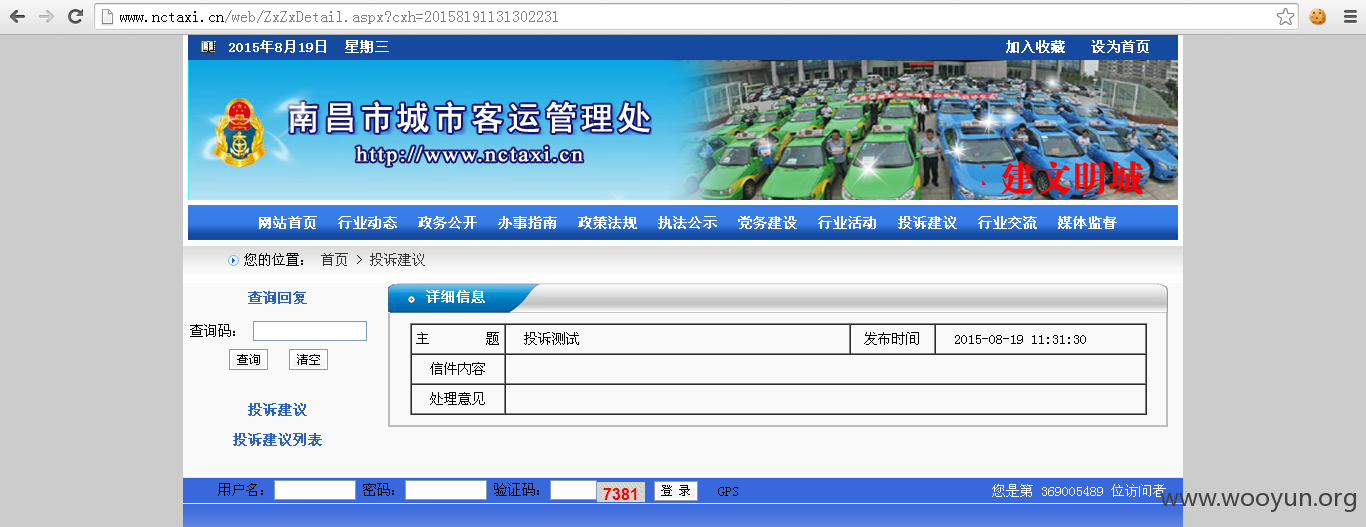 www.nctaxi.cn/web/ZxZxDetail.aspx?cxh=20158191131302231
2015年8月19日 星期三 加入收藏 设为首页
南昌市城市客运管理处
http://www.nctaxi.cn
建文明城
网站首页 行业动态 政务公开 办事指南 政策法规 执法公示 党务建设 行业活动 投诉建议 行业交流 媒体监督
您的位置： 首页 > 投诉建议
查询回复
查询码：
查询 清空
投诉建议
投诉建议列表
详细信息
主 题 投诉测试 发布时间 2015-08-19 11:31:30
信件内容
处理意见
用户名： 密码： 验证码： 7381 登 录 GPS 您是第 369005489 位访问者
www.wooyun.org